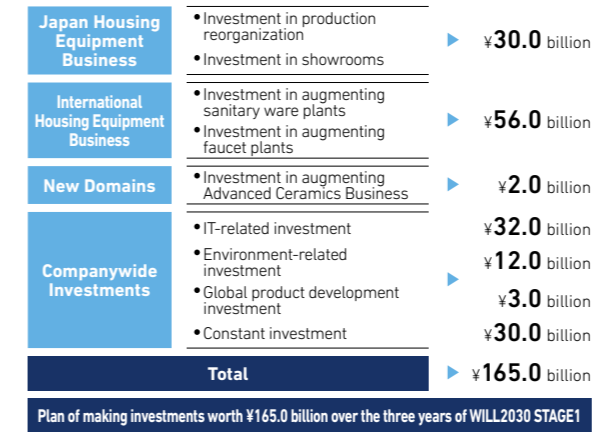 Japan Housing
Equipment
Business
•Investment in production
reorganization
•Investment in showrooms
¥30.0 billion
International
Housing Equipment
Business
•Investment in augmenting
sanitary ware plants
•Investment in augmenting
faucet plants
¥56.0 billion
New Domains
•Investment in augmenting
Advanced Ceramics Business
¥2.0 billion
Companywide
Investments
•IT-related investment
¥32.0 billion
•Environment-related
investment
¥12.0 billion
•Global product development
investment
¥3.0 billion
•Constant investment
¥30.0 billion
Total
¥165.0 billion
Plan of making investments worth ¥165.0 billion over the three years of WILL2030 STAGE1